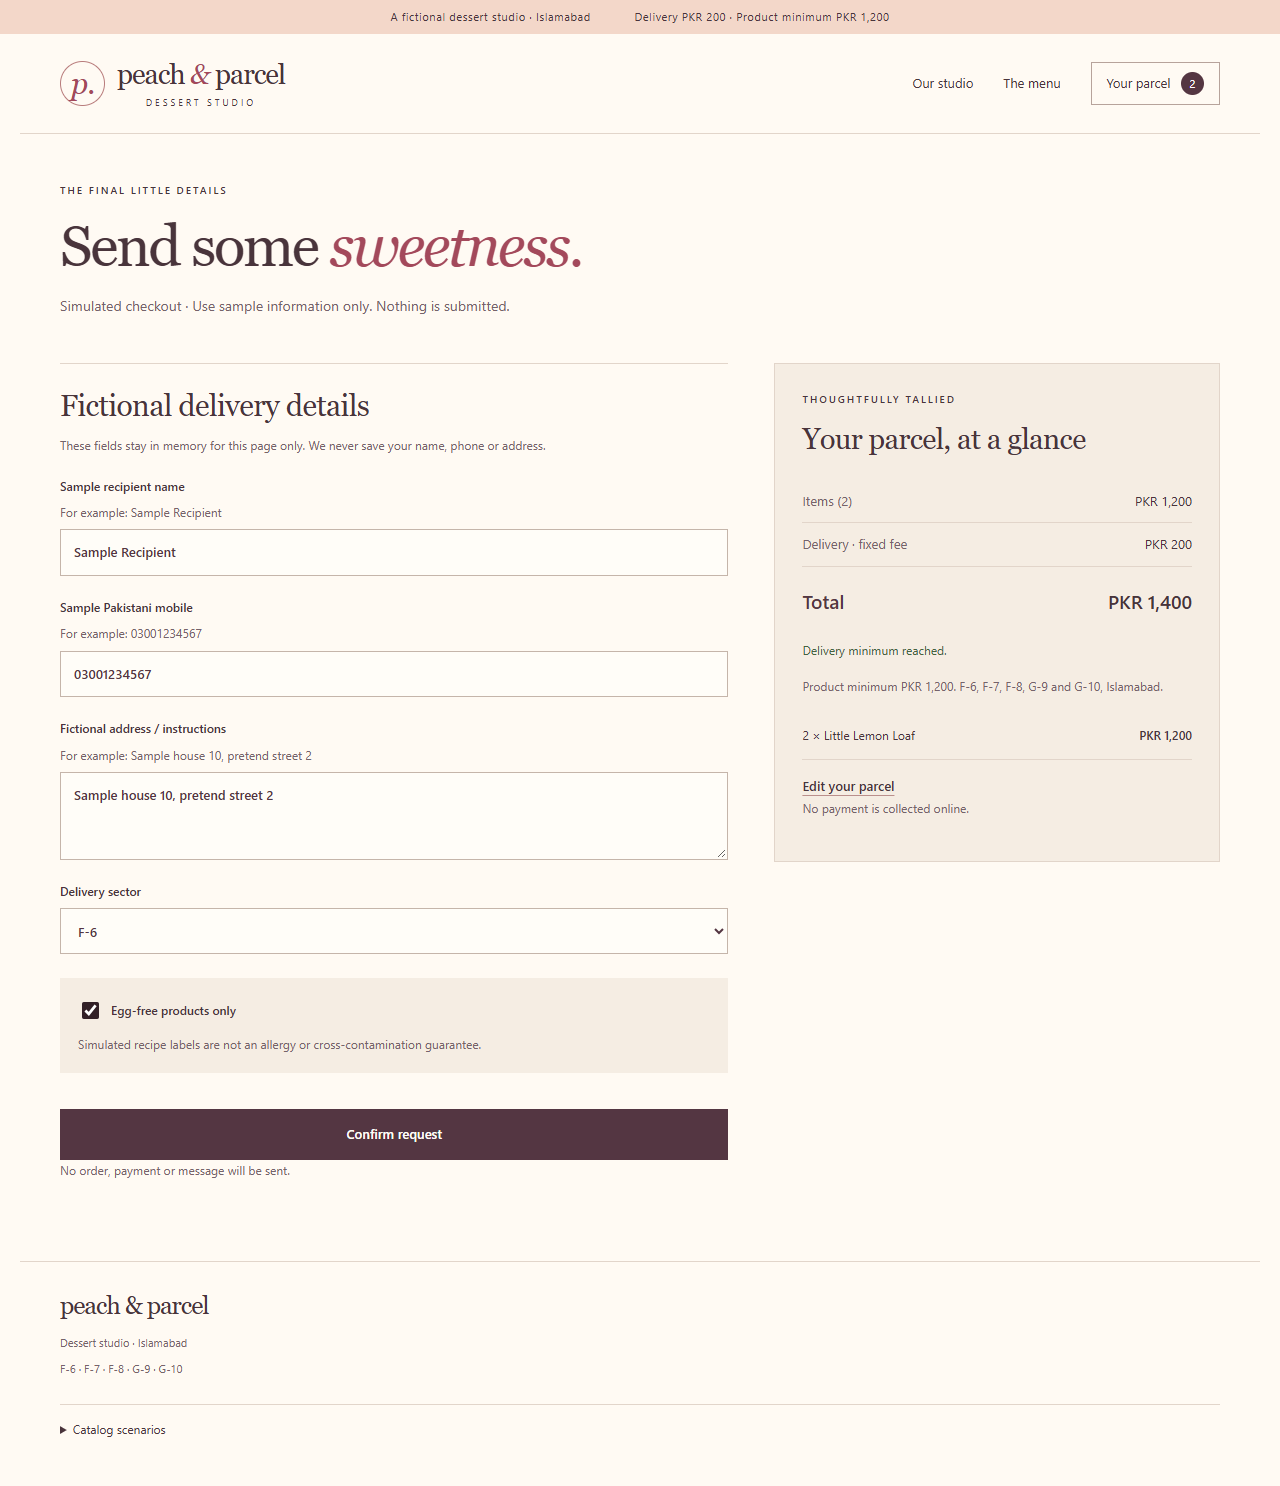 A fictional dessert studio · Islamabad
Delivery PKR 200 · Product minimum PKR 1,200
p.
peach & parcel
DESSERT STUDIO
Our studio
The menu
Your parcel 2
THE FINAL LITTLE DETAILS
Send some sweetness.
Simulated checkout · Use sample information only. Nothing is submitted.
Fictional delivery details
These fields stay in memory for this page only. We never save your name, phone or address.
Sample recipient name
For example: Sample Recipient
Sample Recipient
Sample Pakistani mobile
For example: 03001234567
03001234567
Fictional address / instructions
For example: Sample house 10, pretend street 2
Sample house 10, pretend street 2
Delivery sector
F-6
Egg-free products only
Simulated recipe labels are not an allergy or cross-contamination guarantee.
Confirm request
No order, payment or message will be sent.
THOUGHTFULLY TALLIED
Your parcel, at a glance
Items (2) PKR 1,200
Delivery · fixed fee PKR 200
Total PKR 1,400
Delivery minimum reached.
Product minimum PKR 1,200. F-6, F-7, F-8, G-9 and G-10, Islamabad.
2 × Little Lemon Loaf PKR 1,200
Edit your parcel
No payment is collected online.
peach & parcel
Dessert studio · Islamabad
F-6 · F-7 · F-8 · G-9 · G-10
Catalog scenarios